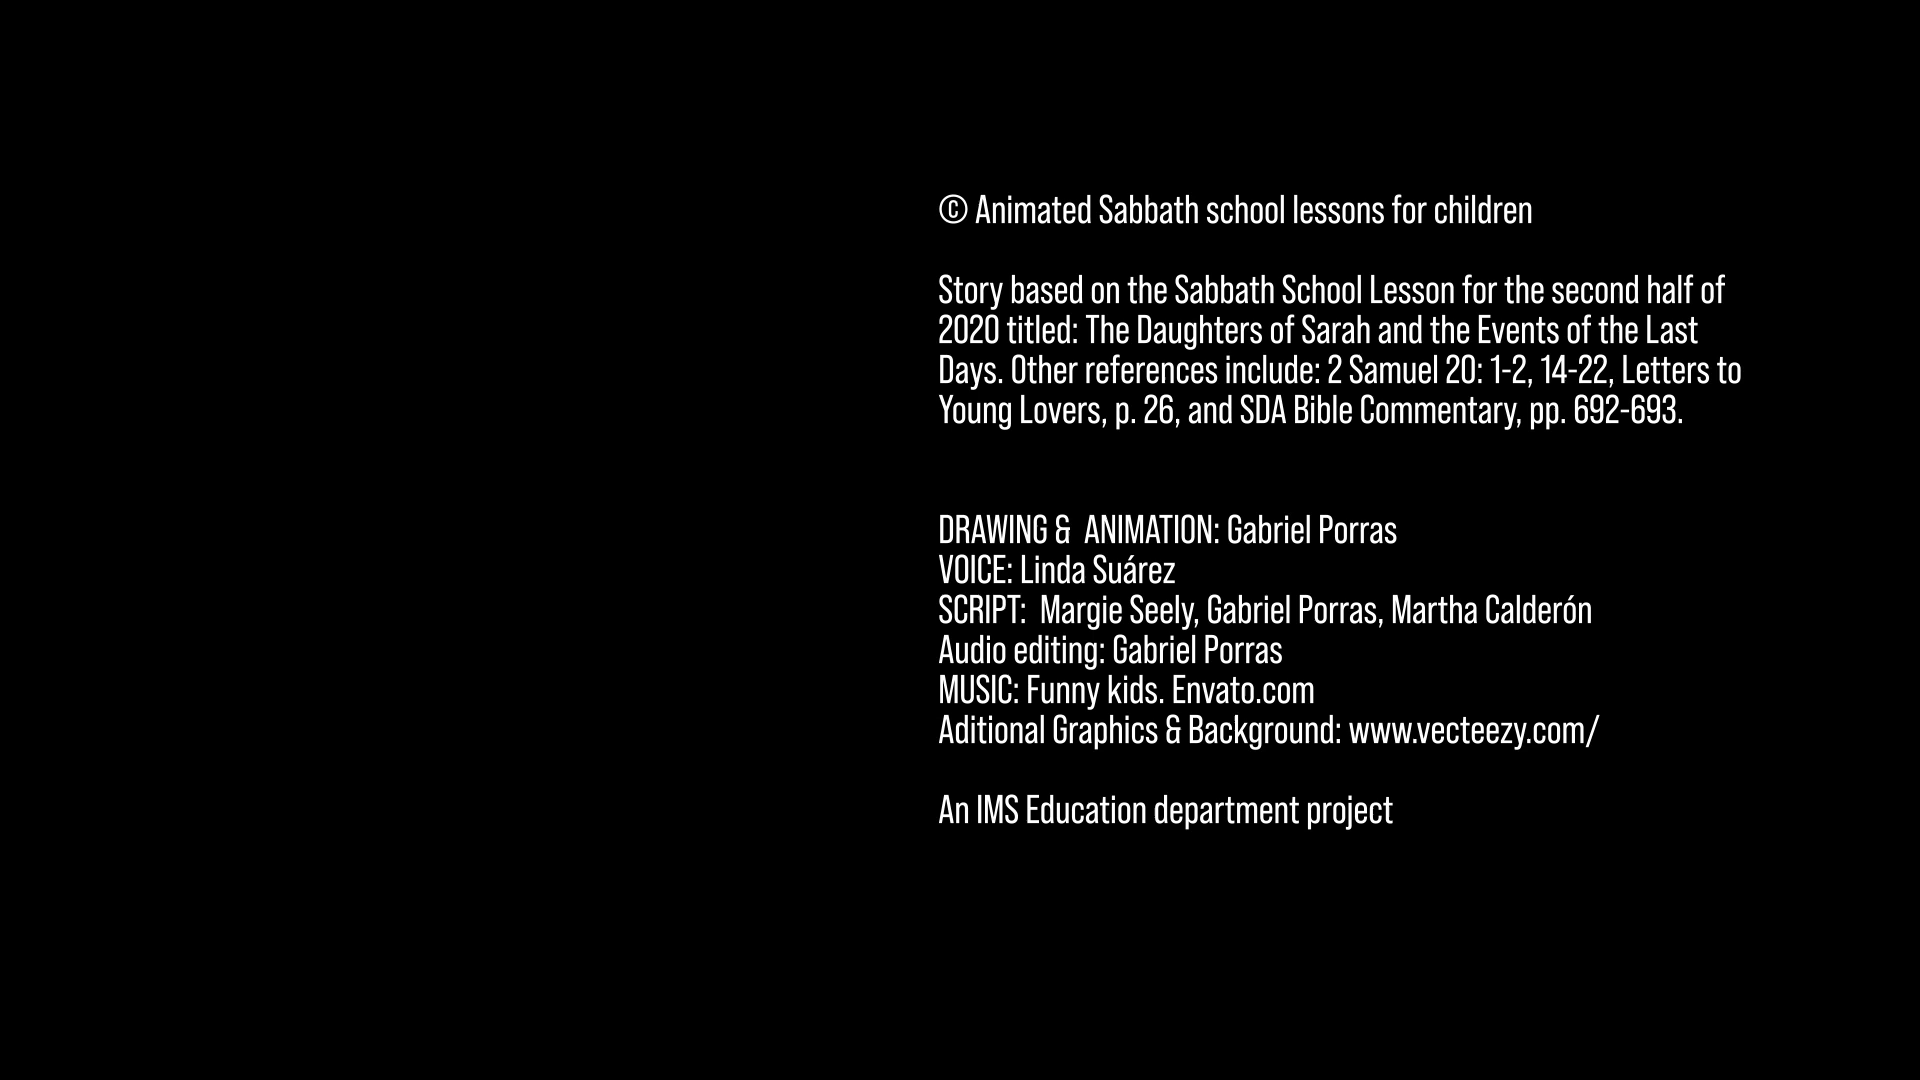 © Animated Sabbath school lessons for children
Story based on the Sabbath School Lesson for the second half of
2020 titled: The Daughters of Sarah and the Events of the Last
Days. Other references include: 2 Samuel 20: 1-2, 14-22, Letters to
Young Lovers, p. 26, and SDA Bible Commentary, pp. 692-693.
DRAWING &  ANIMATION: Gabriel Porras
VOICE: Linda Suárez
SCRIPT:  Margie Seely, Gabriel Porras, Martha Calderón
Audio editing: Gabriel Porras
MUSIC: Funny kids. Envato.com
Aditional Graphics & Background: www.vecteezy.com/
An IMS Education department project